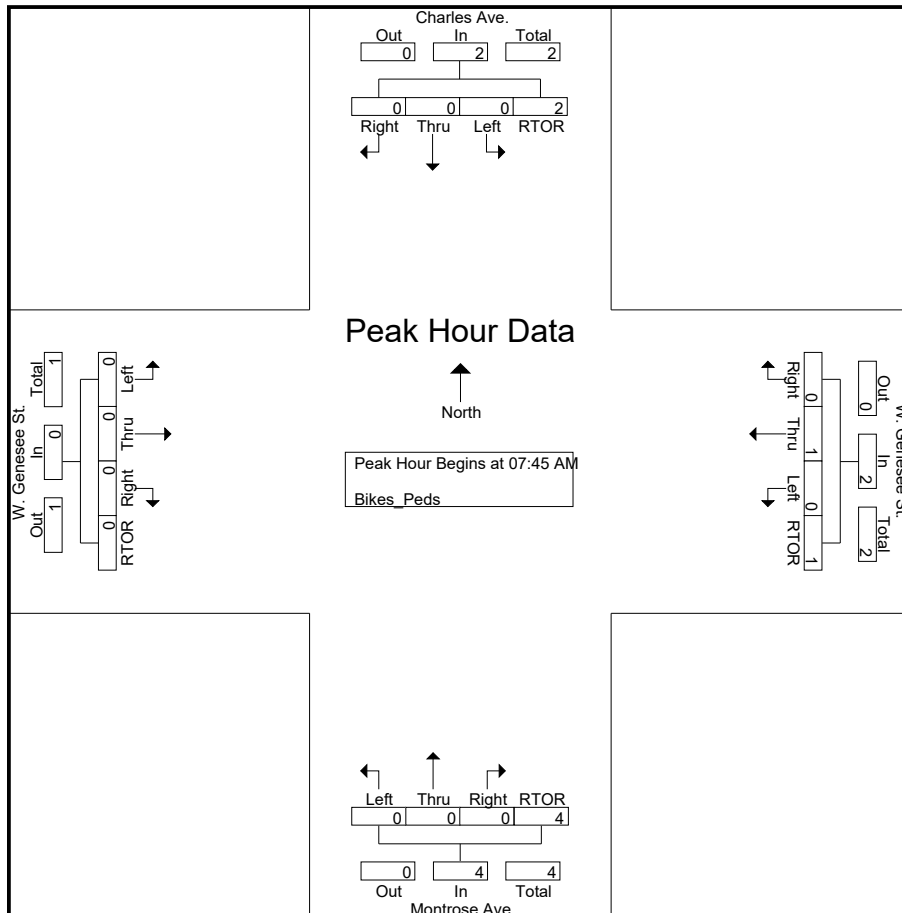 Charles Ave.
Out In Total
0 2 2
0 0 0 2
Right Thru Left RTOR
Peak Hour Data
North
Peak Hour Begins at 07:45 AM
Bikes_Peds
W. Genesee St.
Out In Total
1 0 1
RTOR Right Thru Left
0 0 0 0
W. Genesee St.
Out In Total
0 2 2
Right Thru Left RTOR
0 1 0 1
Left Thru Right RTOR
0 0 0 4
0 4 4
Out In Total
Montrose Ave.